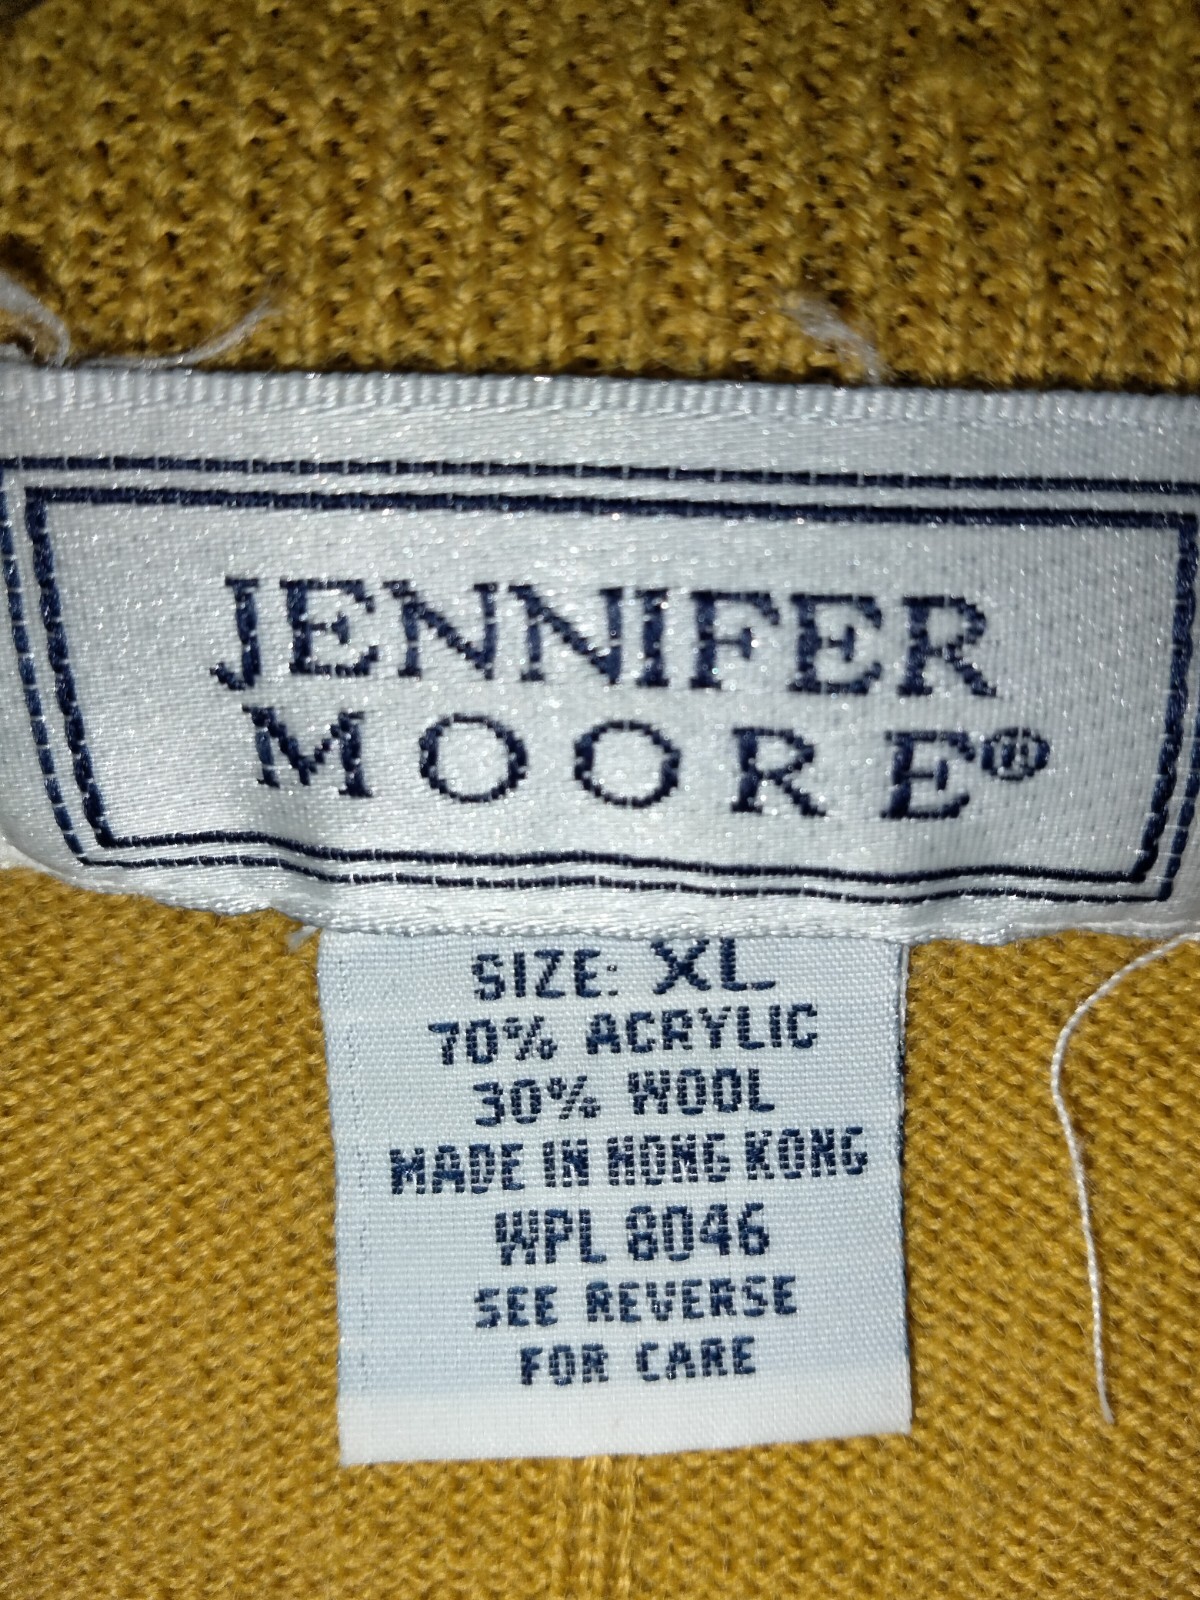 JENNIFER
MOORE®
SIZE: XL
70% ACRYLIC
30% WOOL
MADE IN HONG KONG
WPL 8046
SEE REVERSE
FOR CARE